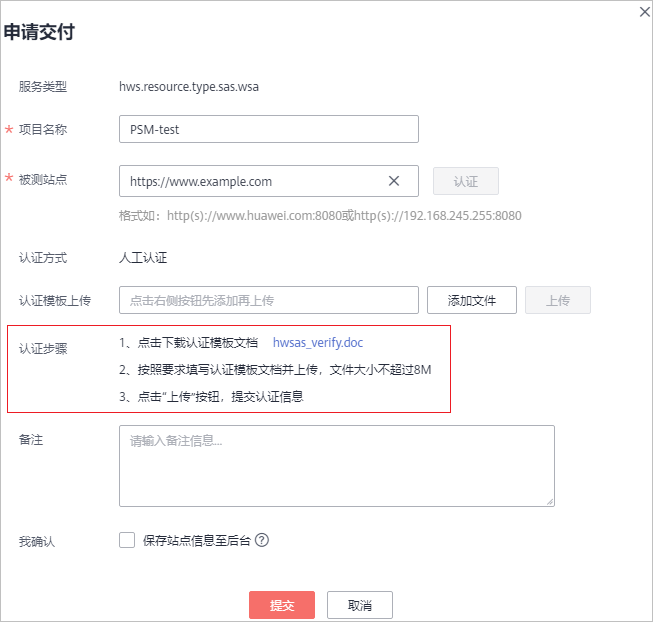 申请交付
服务类型 hws.resource.type.sas.wsa
* 项目名称 PSM-test
* 被测站点 https://www.example.com 认证
格式如：http(s)://www.huawei.com:8080或http(s)://192.168.245.255:8080
认证方式 人工认证
认证模板上传 点击右侧按钮先添加再上传 添加文件 上传
认证步骤 1、点击下载认证模板文档 hwsas_verify.doc
2、按照要求填写认证模板文档并上传，文件大小不超过8M
3、点击“上传”按钮，提交认证信息
备注 请输入备注信息...
我确认 保存站点信息至后台 ?
提交 取消